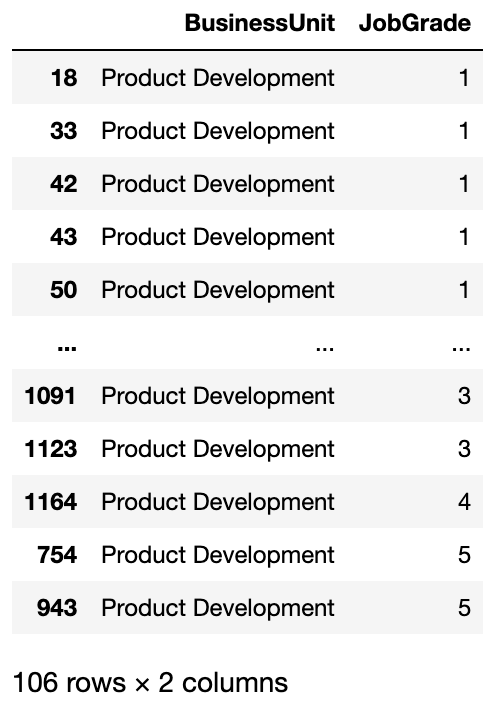 BusinessUnit JobGrade
18 Product Development 1
33 Product Development 1
42 Product Development 1
43 Product Development 1
50 Product Development 1
... ... ...
1091 Product Development 3
1123 Product Development 3
1164 Product Development 4
754 Product Development 5
943 Product Development 5
106 rows × 2 columns